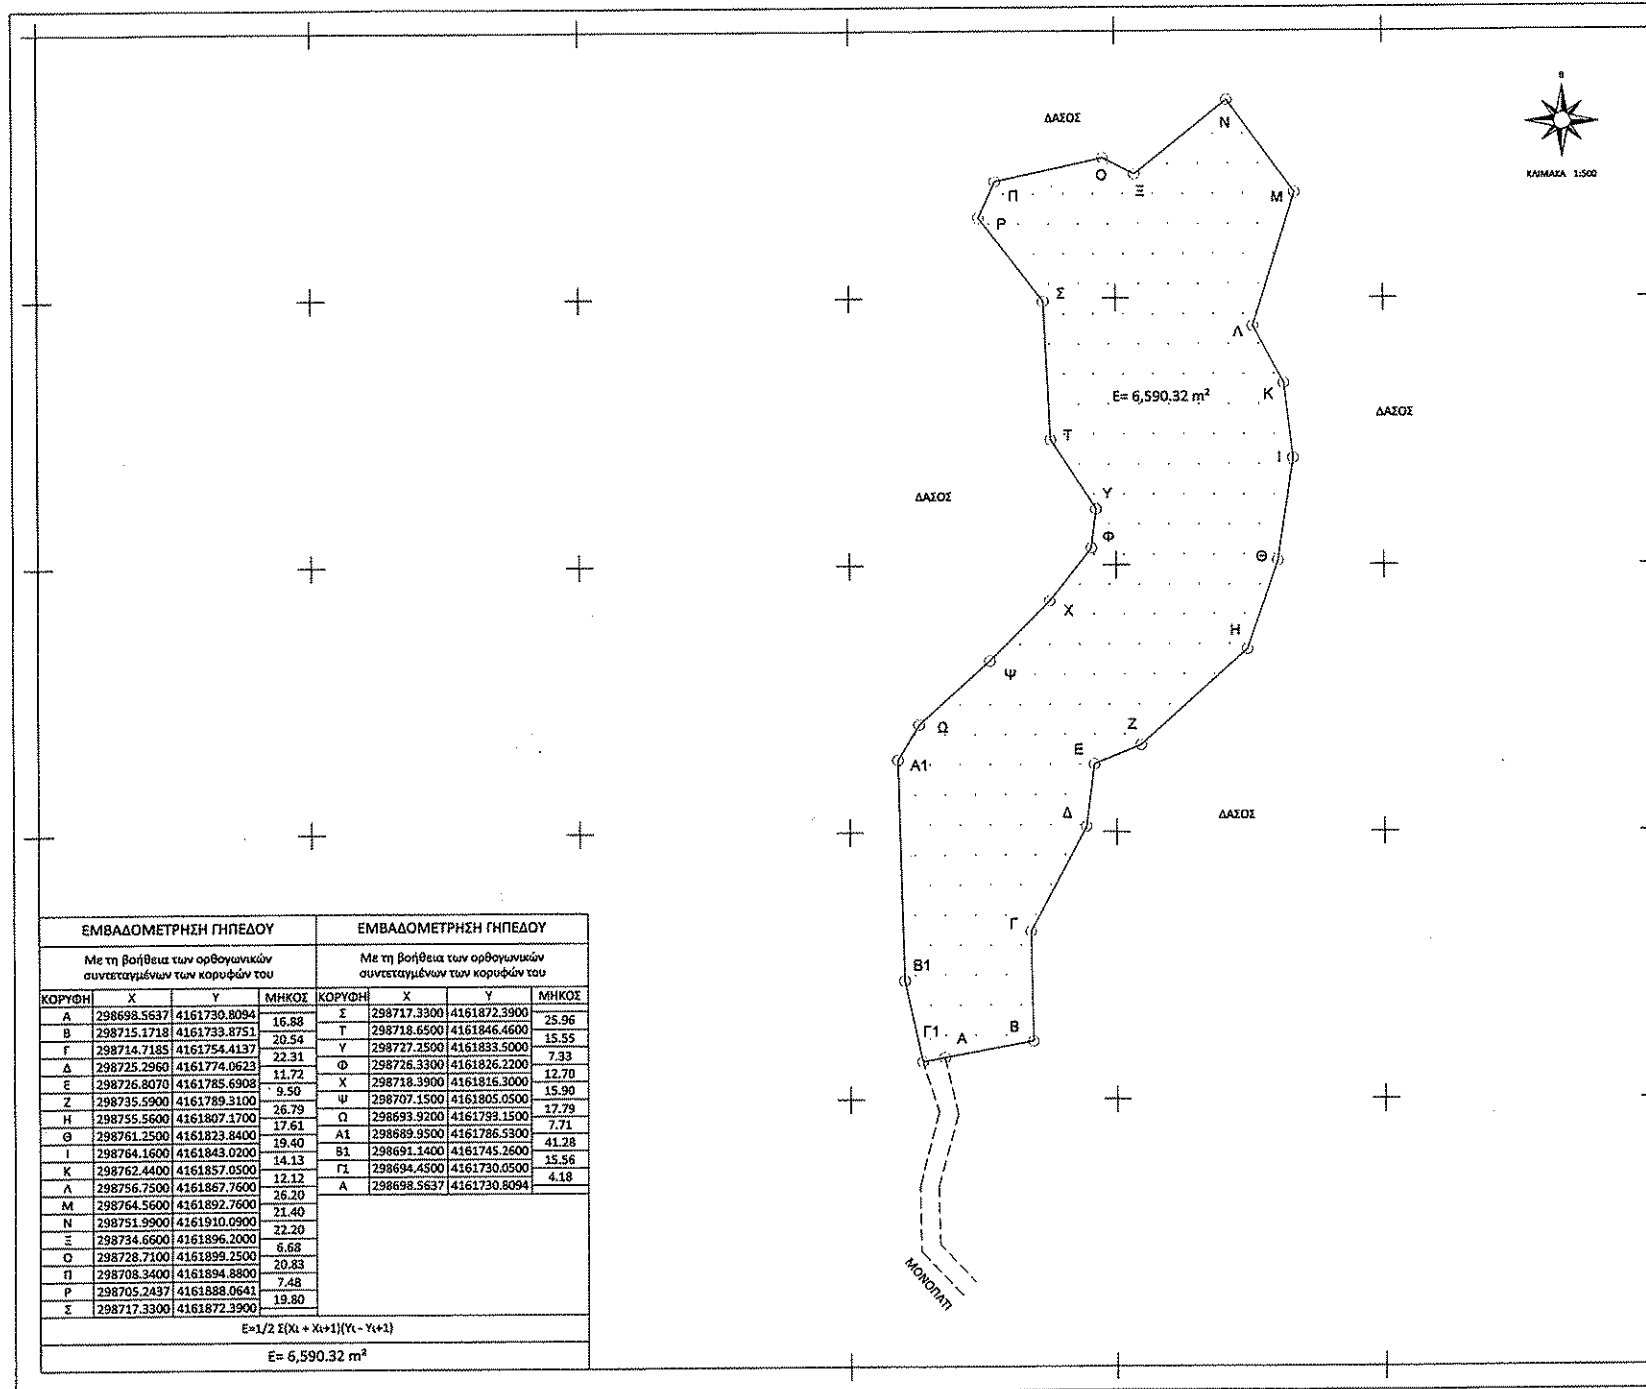 B
ΚΛΙΜΑΚΑ 1:500
ΔΑΣΟΣ
N
O
Ξ
Π
M
P
Σ
Λ
K
E= 6,590.32 m²
ΔΑΣΟΣ
T
I
ΔΑΣΟΣ
Y
Φ
Θ
X
H
Ψ
Ω
Z
E
A1
Δ
ΔΑΣΟΣ
Γ
B1
B
Γ1
A
ΜΟΝΟΠΑΤΙ
ΕΜΒΑΔΟΜΕΤΡΗΣΗ ΓΗΠΕΔΟΥ
Με τη βοήθεια των ορθογωνικών
συντεταγμένων των κορυφών του
ΚΟΡΥΦΗ X Y ΜΗΚΟΣ
A 298698.5637 4161730.8094
16.88
B 298715.1718 4161733.8751
20.54
Γ 298714.7185 4161754.4137
22.31
Δ 298725.2960 4161774.0623
11.72
E 298726.8070 4161785.6908
9.50
Z 298735.5900 4161789.3100
26.79
H 298755.5600 4161807.1700
17.61
Θ 298761.2500 4161823.8400
19.40
I 298764.1600 4161843.0200
14.13
K 298762.4400 4161857.0500
12.12
Λ 298756.7500 4161867.7600
26.20
M 298764.5600 4161892.7600
21.40
N 298751.9900 4161910.0900
22.20
Ξ 298734.6600 4161896.2000
6.68
O 298728.7100 4161899.2500
20.83
Π 298708.3400 4161894.8800
7.48
P 298705.2437 4161888.0641
19.80
Σ 298717.3300 4161872.3900
ΕΜΒΑΔΟΜΕΤΡΗΣΗ ΓΗΠΕΔΟΥ
Με τη βοήθεια των ορθογωνικών
συντεταγμένων των κορυφών του
ΚΟΡΥΦΗ X Y ΜΗΚΟΣ
Σ 298717.3300 4161872.3900
25.96
T 298718.6500 4161846.4600
15.55
Y 298727.2500 4161833.5000
7.33
Φ 298726.3300 4161826.2200
12.70
X 298718.3900 4161816.3000
15.90
Ψ 298707.1500 4161805.0500
17.79
Ω 298693.9200 4161793.1500
7.71
A1 298689.9500 4161786.5300
41.28
B1 298691.1400 4161745.2600
15.56
Γ1 298694.4500 4161730.0500
4.18
A 298698.5637 4161730.8094
E=1/2 Σ(Χι + Χι+1)(Υι - Υι+1)
E= 6,590.32 m²